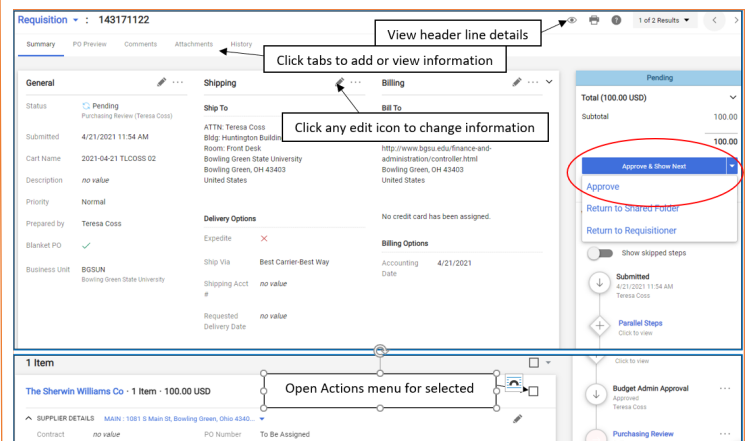 Requisition : 143171122
1 of 2 Results
View header line details
Summary PO Preview Comments Attachments History
Click tabs to add or view information
General
Status Pending
Purchasing Review (Teresa Coss)
Submitted 4/21/2021 11:54 AM
Cart Name 2021-04-21 TLCOSS 02
Description no value
Priority Normal
Prepared by Teresa Coss
Blanket PO
Business Unit BGSUN
Bowling Green State University
Shipping
Ship To
ATTN: Teresa Coss
Bldg: Huntington Buildin
Room: Front Desk
Bowling Green State University
Bowling Green, OH 43403
United States
Click any edit icon to change information
Delivery Options
Expedite
Ship Via Best Carrier-Best Way
Shipping Acct no value
#
Requested no value
Delivery Date
Billing
Bill To
http://www.bgsu.edu/finance-and-
administration/controller.html
Bowling Green, OH 43403
United States
No credit card has been assigned.
Billing Options
Accounting 4/21/2021
Date
Pending
Total (100.00 USD)
Subtotal 100.00
100.00
Approve & Show Next
Approve
Return to Shared Folder
Return to Requisitioner
Show skipped steps
Submitted
4/21/2021 11:54 AM
Teresa Coss
Parallel Steps
Click to view
1 Item
The Sherwin Williams Co · 1 Item · 100.00 USD
Open Actions menu for selected
SUPPLIER DETAILS MAIN : 1081 S Main St, Bowling Green, Ohio 4340...
Contract no value PO Number To Be Assigned
Click to view
Budget Admin Approval
Approved
Teresa Coss
Purchasing Review